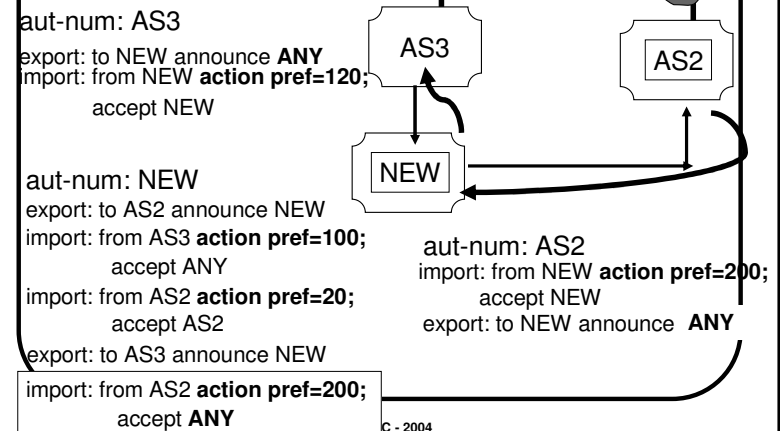 aut-num: AS3
export: to NEW announce ANY
import: from NEW action pref=120;
accept NEW
AS3
AS2
NEW
aut-num: NEW
export: to AS2 announce NEW
import: from AS3 action pref=100;
accept ANY
import: from AS2 action pref=20;
accept AS2
export: to AS3 announce NEW
import: from AS2 action pref=200;
accept ANY
aut-num: AS2
import: from NEW action pref=200;
accept NEW
export: to NEW announce ANY
C - 2004